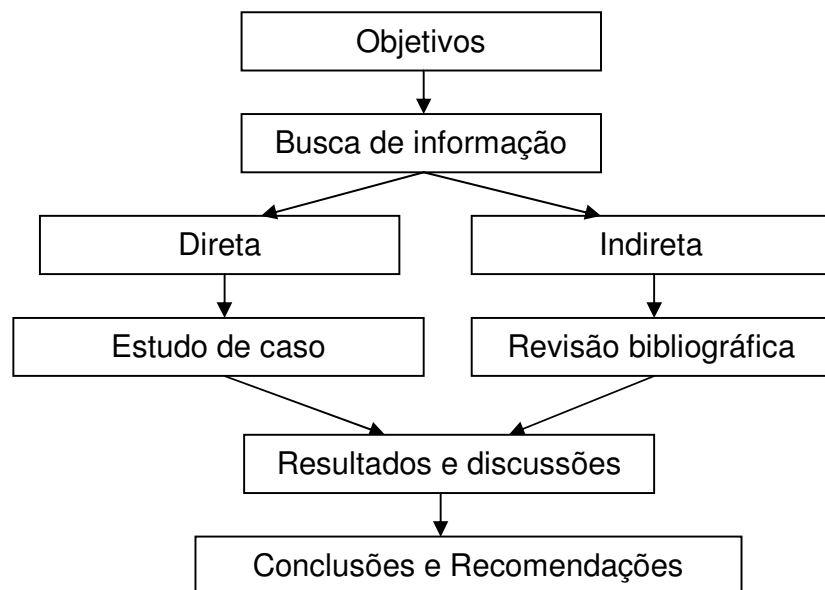 Objetivos
Busca de informação
Direta
Indireta
Estudo de caso
Revisão bibliográfica
Resultados e discussões
Conclusões e Recomendações